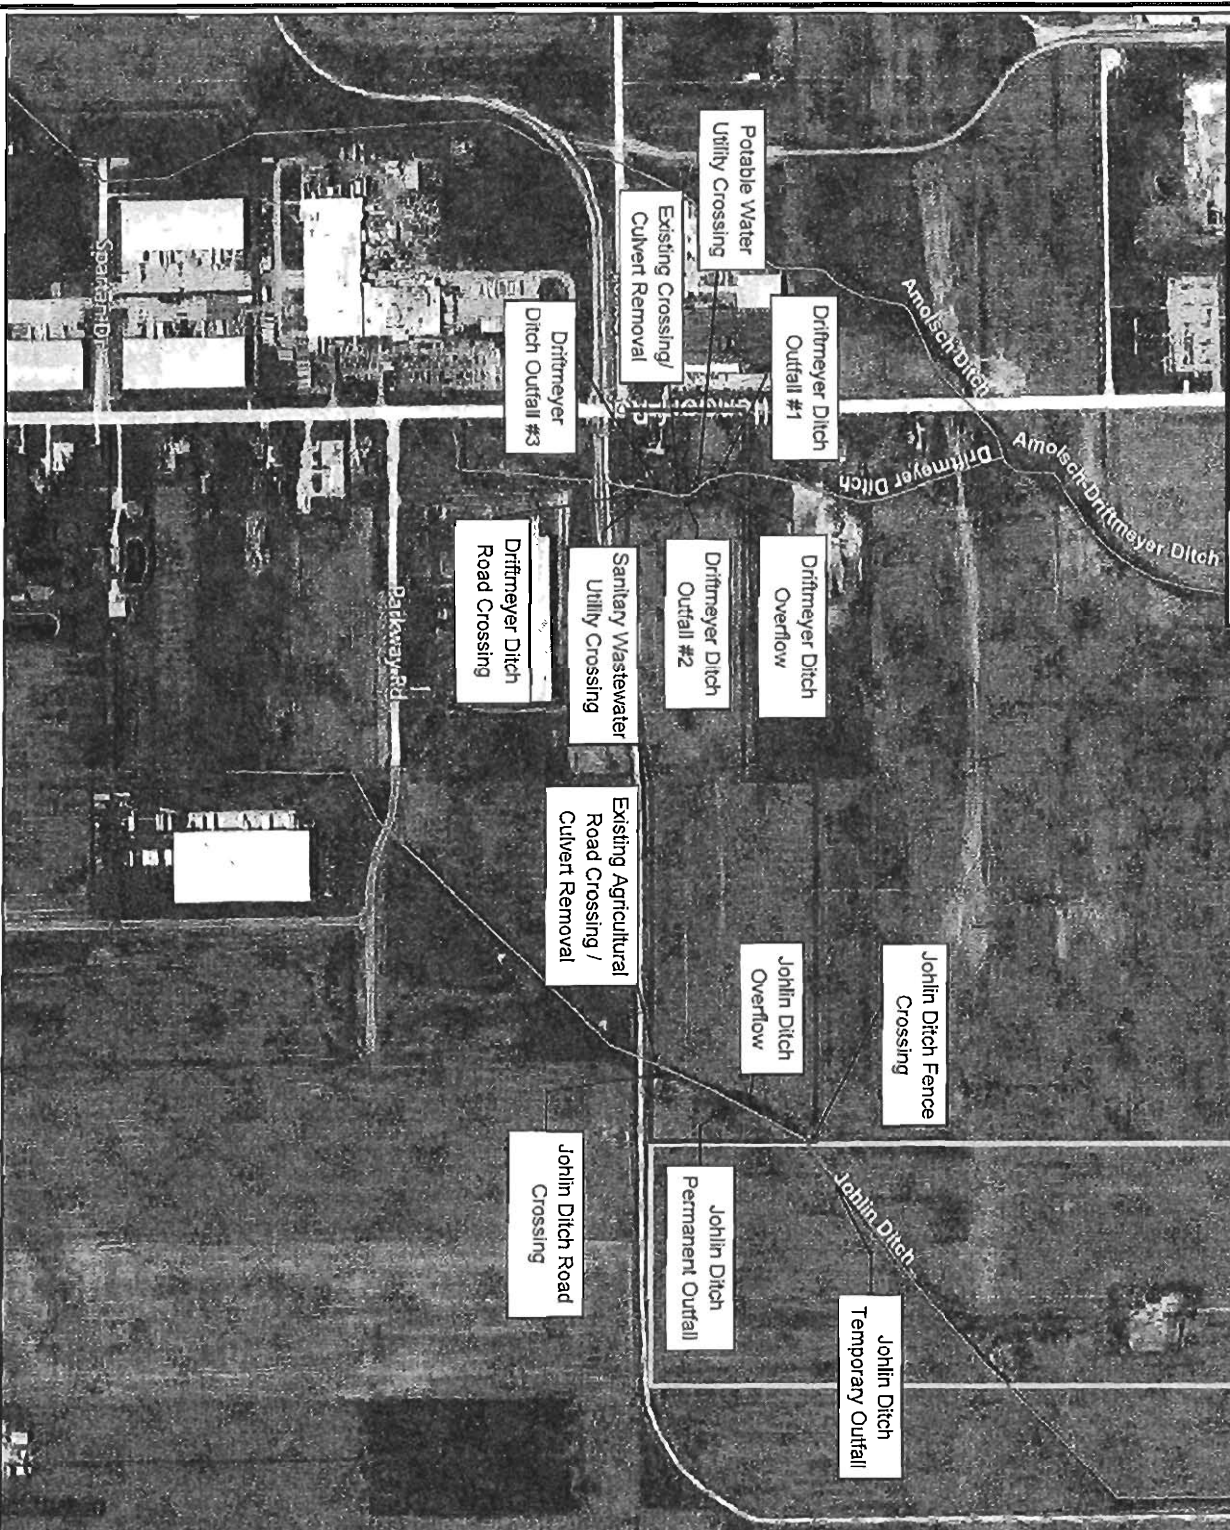 Potable Water
Utility Crossing
Existing Crossing/
Culvert Removal
Driftmeyer Ditch
Outfall #1
Driftmeyer
Ditch Outfall #3
Amolsch-Ditch
Amolsch-Driftmeyer Ditch
Driftmeyer Ditch
Driftmeyer Ditch
Overflow
Driftmeyer Ditch
Outfall #2
Sanitary Wastewater
Utility Crossing
Driftmeyer Ditch
Road Crossing
Parkway-Rd
Existing Agricultural
Road Crossing /
Culvert Removal
Johlin Ditch Fence
Crossing
Johlin Ditch
Overflow
Johlin Ditch
Permanent Outfall
Johlin Ditch Road
Crossing
Johlin Ditch
Johlin Ditch
Temporary Outfall